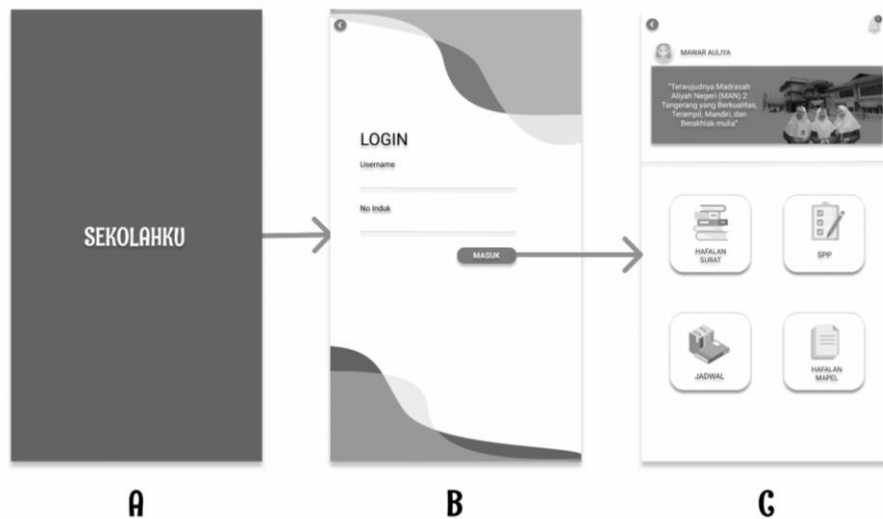 SEKOLAHKU
LOGIN
Username
No Induk
MASUK
MAWAR AULIYA
"Terwujudnya Madrasah
Aliyah Negeri (MAN) 2
Tangerang yang Berkualitas,
Terampil, Mandiri, dan
Berakhlak mulia"
HAFALAN
SURAT
SPP
JADWAL
HAFALAN
MAPEL
A
B
C